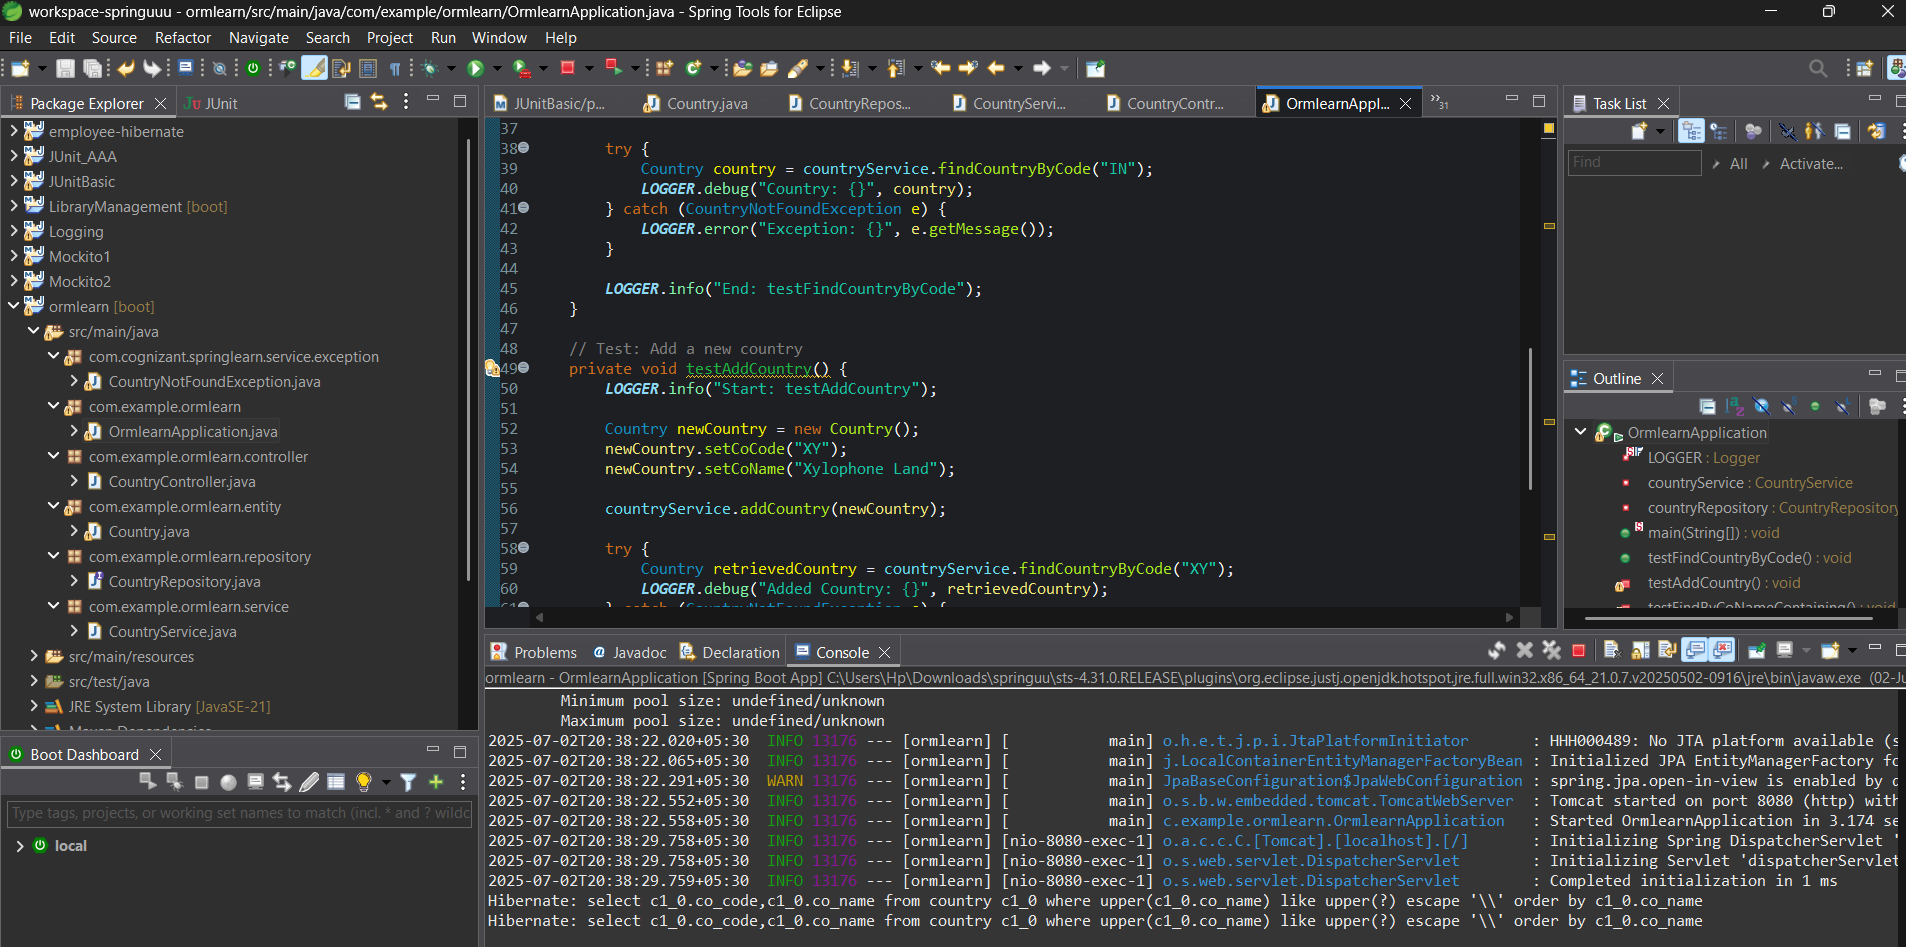 workspace-springuuu - ormlearn/src/main/java/com/example/ormlearn/OrmlearnApplication.java - Spring Tools for Eclipse
File Edit Source Refactor Navigate Search Project Run Window Help
Package Explorer
JUnit
employee-hibernate
JUnit_AAA
JUnitBasic
LibraryManagement [boot]
Logging
Mockito1
Mockito2
ormlearn [boot]
src/main/java
com.cognizant.springlearn.service.exception
CountryNotFoundException.java
com.example.ormlearn
OrmlearnApplication.java
com.example.ormlearn.controller
CountryController.java
com.example.ormlearn.entity
Country.java
com.example.ormlearn.repository
CountryRepository.java
com.example.ormlearn.service
CountryService.java
src/main/resources
src/test/java
JRE System Library [JavaSE-21]
Boot Dashboard
Type tags, projects, or working set names to match (incl. * and ? wildc
local
JUnitBasic/p... Country.java CountryRepos... CountryServi... CountryContr... OrmlearnAppl... »31
37
38 try {
39 Country country = countryService.findCountryByCode("IN");
40 LOGGER.debug("Country: {}", country);
41 } catch (CountryNotFoundException e) {
42 LOGGER.error("Exception: {}", e.getMessage());
43 }
44
45 LOGGER.info("End: testFindCountryByCode");
46 }
47
48 // Test: Add a new country
49 private void testAddCountry() {
50 LOGGER.info("Start: testAddCountry");
51
52 Country newCountry = new Country();
53 newCountry.setCoCode("XY");
54 newCountry.setCoName("Xylophone Land");
55
56 countryService.addCountry(newCountry);
57
58 try {
59 Country retrievedCountry = countryService.findCountryByCode("XY");
60 LOGGER.debug("Added Country: {}", retrievedCountry);
61 } catch (CountryNotFoundException e) {
Task List
Find All Activate...
Outline
OrmlearnApplication
LOGGER : Logger
countryService : CountryService
countryRepository : CountryRepository
main(String[]) : void
testFindCountryByCode() : void
testAddCountry() : void
testFindByCoNameContaining() : void
Problems Javadoc Declaration Console
ormlearn - OrmlearnApplication [Spring Boot App] C:\Users\Hp\Downloads\springuu\sts-4.31.0.RELEASE\plugins\org.eclipse.justj.openjdk.hotspot.jre.full.win32.x86_64_21.0.7.v20250502-0916\jre\bin\javaw.exe (02-Ju
Minimum pool size: undefined/unknown
Maximum pool size: undefined/unknown
2025-07-02T20:38:22.020+05:30 INFO 13176 --- [ormlearn] [ main] o.h.e.t.j.p.i.JtaPlatformInitiator : HHH000489: No JTA platform available (s
2025-07-02T20:38:22.065+05:30 INFO 13176 --- [ormlearn] [ main] j.LocalContainerEntityManagerFactoryBean : Initialized JPA EntityManagerFactory fo
2025-07-02T20:38:22.291+05:30 WARN 13176 --- [ormlearn] [ main] JpaBaseConfiguration$JpaWebConfiguration : spring.jpa.open-in-view is enabled by d
2025-07-02T20:38:22.552+05:30 INFO 13176 --- [ormlearn] [ main] o.s.b.w.embedded.tomcat.TomcatWebServer : Tomcat started on port 8080 (http) with
2025-07-02T20:38:22.558+05:30 INFO 13176 --- [ormlearn] [ main] c.example.ormlearn.OrmlearnApplication : Started OrmlearnApplication in 3.174 se
2025-07-02T20:38:29.758+05:30 INFO 13176 --- [ormlearn] [nio-8080-exec-1] o.a.c.c.C.[Tomcat].[localhost].[/] : Initializing Spring DispatcherServlet '
2025-07-02T20:38:29.758+05:30 INFO 13176 --- [ormlearn] [nio-8080-exec-1] o.s.web.servlet.DispatcherServlet : Initializing Servlet 'dispatcherServlet
2025-07-02T20:38:29.759+05:30 INFO 13176 --- [ormlearn] [nio-8080-exec-1] o.s.web.servlet.DispatcherServlet : Completed initialization in 1 ms
Hibernate: select c1_0.co_code,c1_0.co_name from country c1_0 where upper(c1_0.co_name) like upper(?) escape '\\' order by c1_0.co_name
Hibernate: select c1_0.co_code,c1_0.co_name from country c1_0 where upper(c1_0.co_name) like upper(?) escape '\\' order by c1_0.co_name